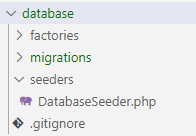 database
factories
migrations
seeders
DatabaseSeeder.php
.gitignore